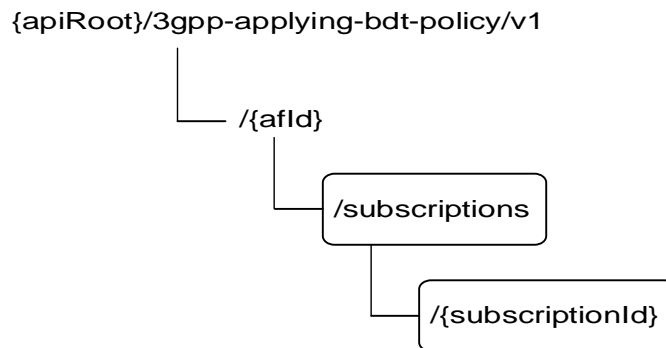 {apiRoot}/3gpp-applying-bdt-policy/v1
/{afId}
/subscriptions
/{subscriptionId}